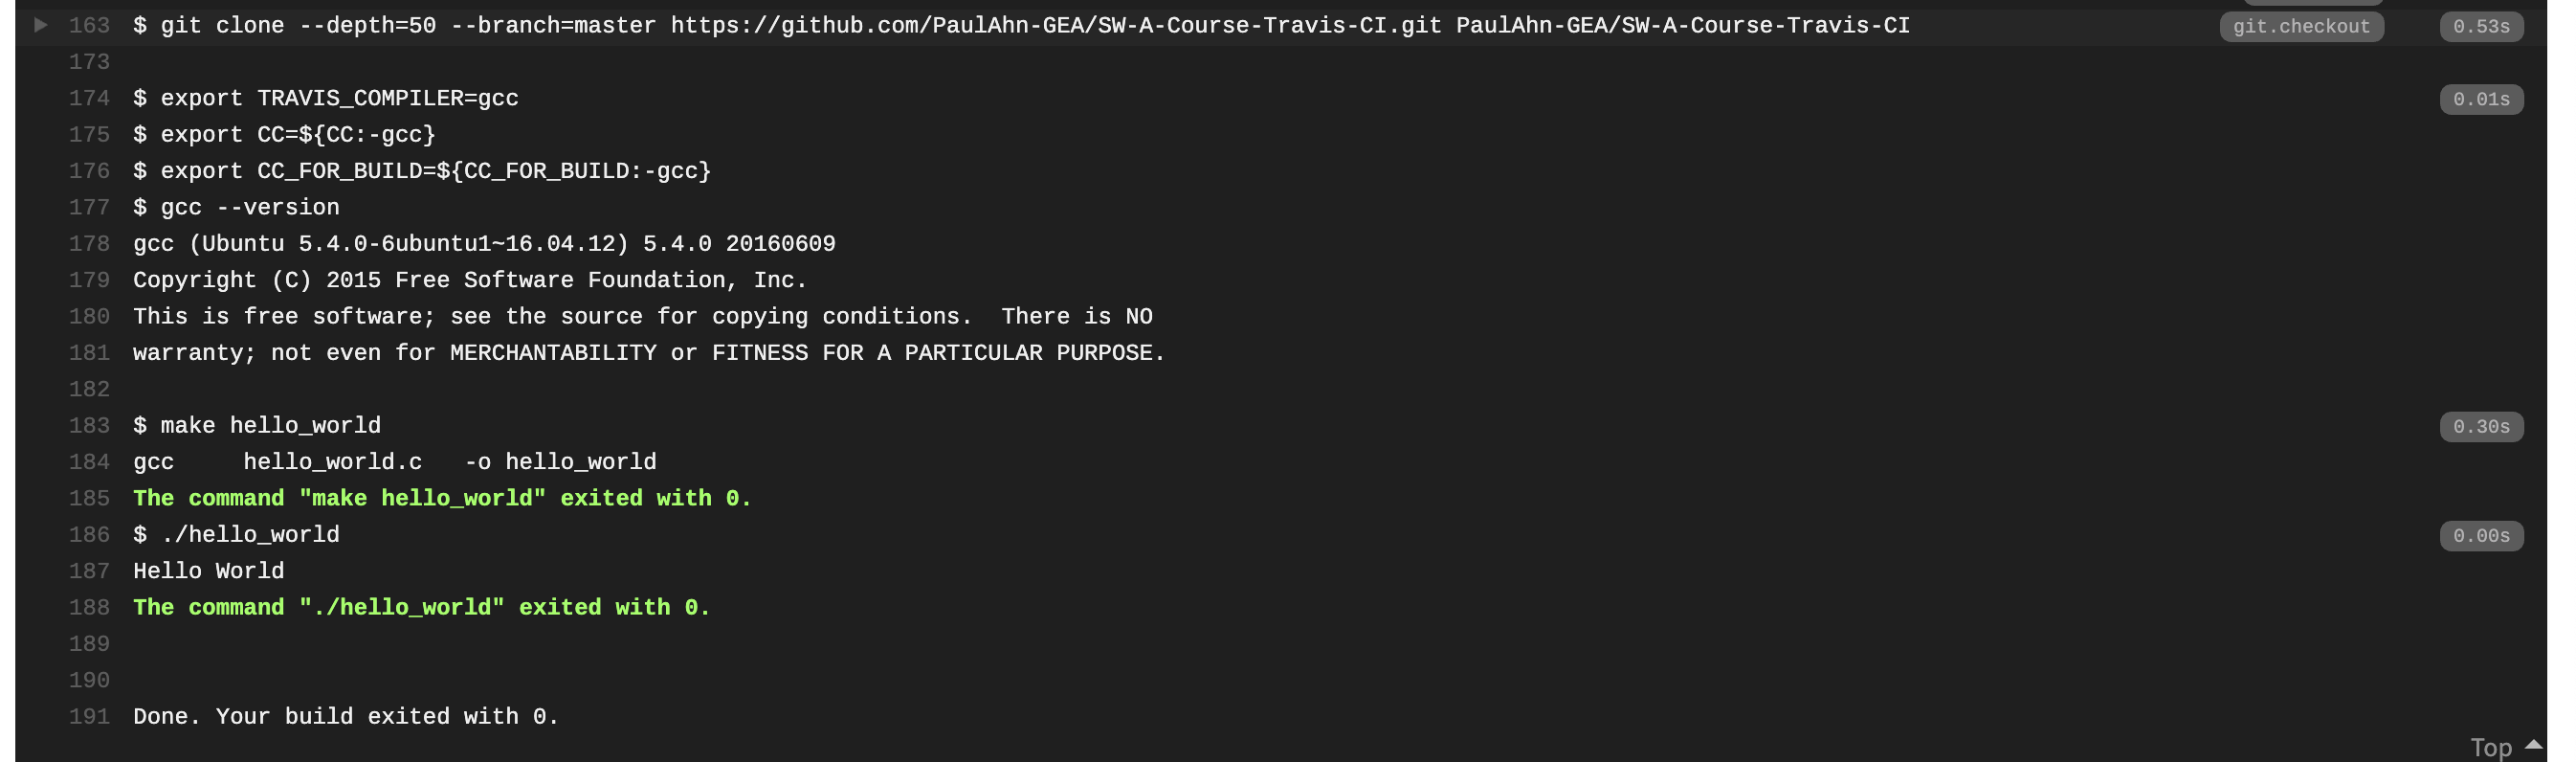 163 $ git clone --depth=50 --branch=master https://github.com/PaulAhn-GEA/SW-A-Course-Travis-CI.git PaulAhn-GEA/SW-A-Course-Travis-CI git.checkout 0.53s
173
174 $ export TRAVIS_COMPILER=gcc 0.01s
175 $ export CC=${CC:-gcc}
176 $ export CC_FOR_BUILD=${CC_FOR_BUILD:-gcc}
177 $ gcc --version
178 gcc (Ubuntu 5.4.0-6ubuntu1~16.04.12) 5.4.0 20160609
179 Copyright (C) 2015 Free Software Foundation, Inc.
180 This is free software; see the source for copying conditions.  There is NO
181 warranty; not even for MERCHANTABILITY or FITNESS FOR A PARTICULAR PURPOSE.
182
183 $ make hello_world 0.30s
184 gcc     hello_world.c   -o hello_world
185 The command "make hello_world" exited with 0.
186 $ ./hello_world 0.00s
187 Hello World
188 The command "./hello_world" exited with 0.
189
190
191 Done. Your build exited with 0.
Top